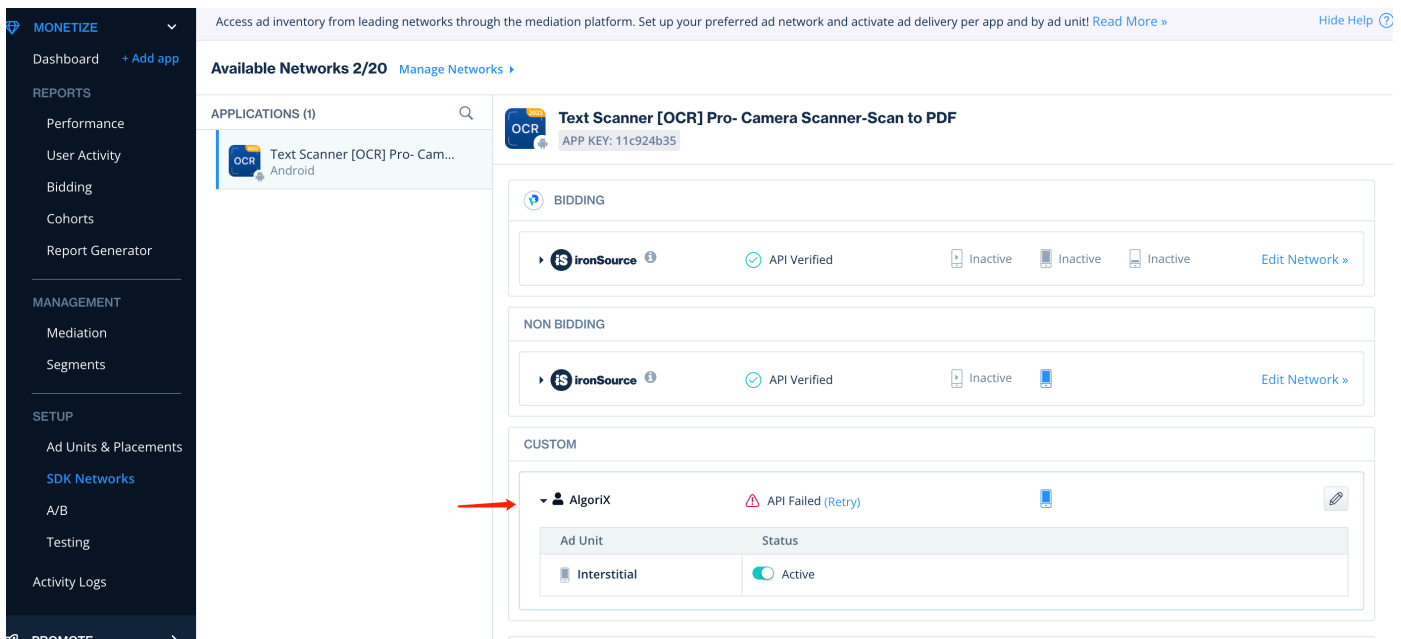 MONETIZE
Dashboard + Add app
REPORTS
Performance
User Activity
Bidding
Cohorts
Report Generator
MANAGEMENT
Mediation
Segments
SETUP
Ad Units & Placements
SDK Networks
A/B
Testing
Activity Logs
PROMOTE
Access ad inventory from leading networks through the mediation platform. Set up your preferred ad network and activate ad delivery per app and by ad unit! Read More »
Hide Help ?
Available Networks 2/20 Manage Networks
APPLICATIONS (1)
2021
OCR
Text Scanner [OCR] Pro- Cam...
Android
2021
OCR
Text Scanner [OCR] Pro- Camera Scanner-Scan to PDF
APP KEY: 11c924b35
BIDDING
iS ironSource i API Verified Inactive Inactive Inactive Edit Network »
NON BIDDING
iS ironSource i API Verified Inactive Edit Network »
CUSTOM
AlgoriX API Failed (Retry)
Ad Unit Status
Interstitial Active